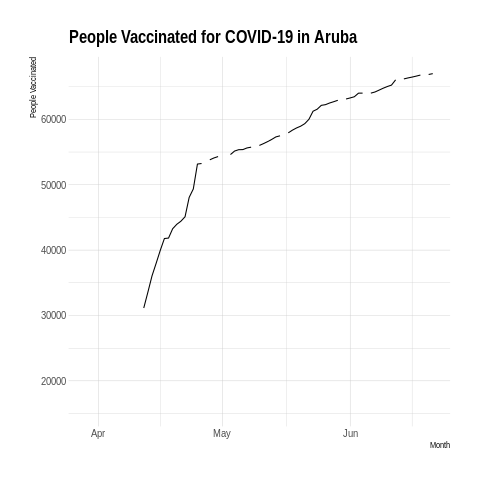 People Vaccinated for COVID-19 in Aruba
People Vaccinated
60000
50000
40000
30000
20000
Apr May Jun
Month